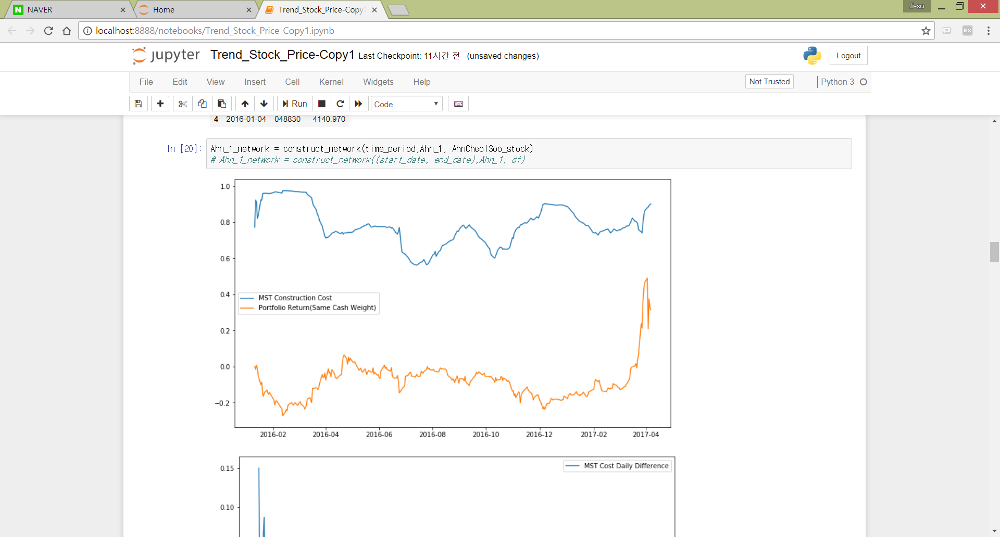 NAVER
Home
Trend_Stock_Price-Copy1
Ji-su
localhost:8888/notebooks/Trend_Stock_Price-Copy1.ipynb
EX
jupyter Trend_Stock_Price-Copy1 Last Checkpoint: 11시간 전 (unsaved changes)
Logout
File Edit View Insert Cell Kernel Widgets Help
Not Trusted
Python 3
Run
Code
4 2016-01-04 048830 4140.970
In [20]: Ahn_1_network = construct_network(time_period,Ahn_1, AhnCheolSoo_stock)
# Ahn_1_network = construct_network((start_date, end_date),Ahn_1, df)
1.0
0.8
0.6
0.4
MST Construction Cost
Portfolio Return(Same Cash Weight)
0.2
0.0
−0.2
2016-02 2016-04 2016-06 2016-08 2016-10 2016-12 2017-02 2017-04
MST Cost Daily Difference
0.15
0.10